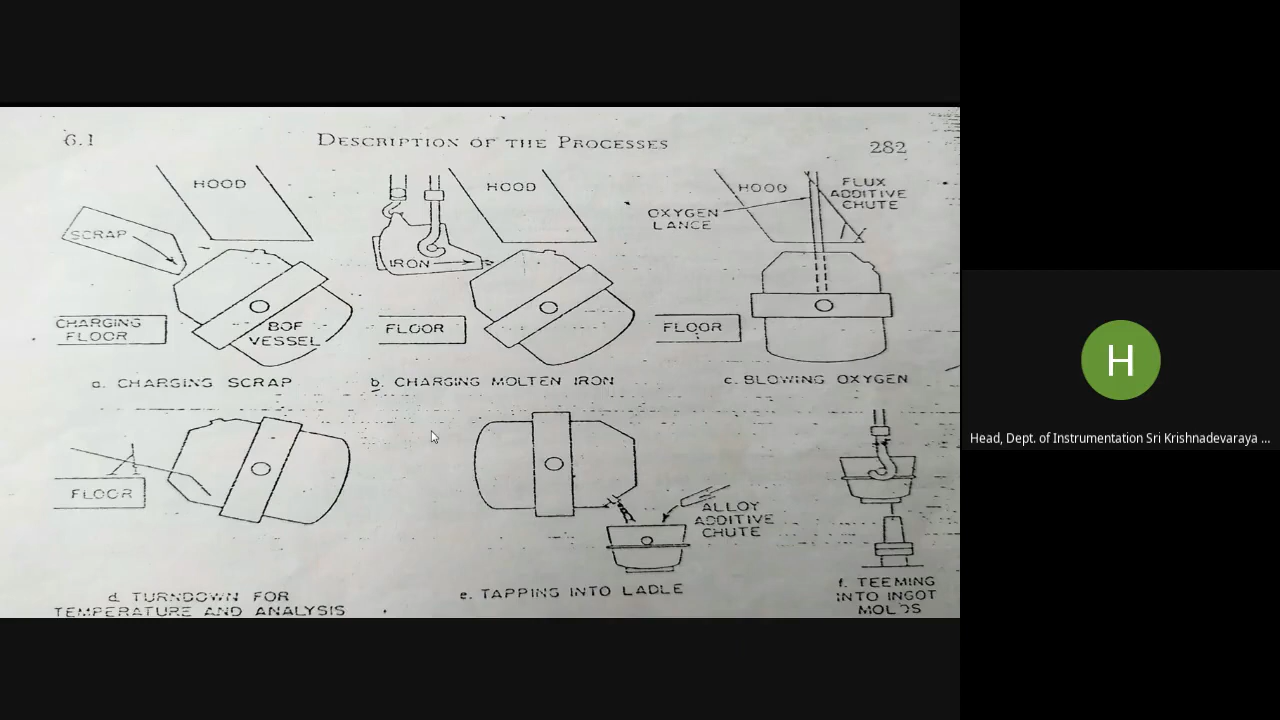 6.1 DESCRIPTION OF THE PROCESSES 282
HOOD
SCRAP
CHARGING
FLOOR
BOF
VESSEL
a. CHARGING SCRAP
HOOD
IRON
FLOOR
b. CHARGING MOLTEN IRON
HOOD
FLUX
ADDITIVE
CHUTE
OXYGEN
LANCE
FLOOR
c. BLOWING OXYGEN
FLOOR
d. TURNDOWN FOR
TEMPERATURE AND ANALYSIS
ALLOY
ADDITIVE
CHUTE
e. TAPPING INTO LADLE
f. TEEMING
INTO INGOT
MOLDS
H
Head, Dept. of Instrumentation Sri Krishnadevaraya ...